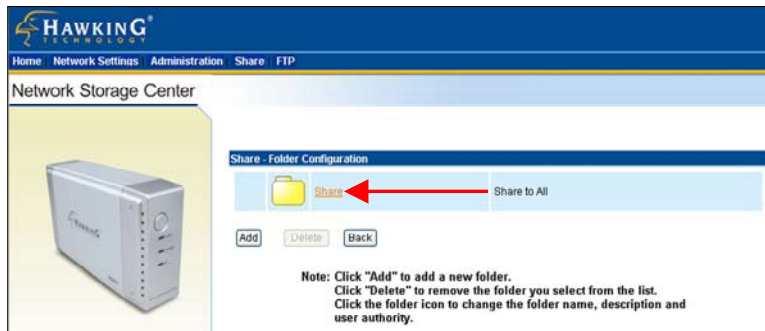 HAWKING
TECHNOLOGY
Home Network Settings Administration Share FTP
Network Storage Center
Share - Folder Configuration
Share Share to All
HAWKING
Add Delete Back
Note: Click "Add" to add a new folder.
Click "Delete" to remove the folder you select from the list.
Click the folder icon to change the folder name, description and
user authority.